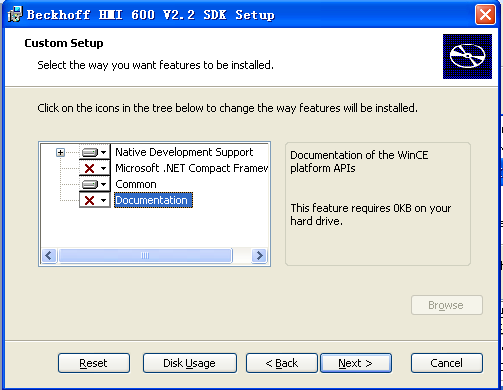 Beckhoff HMI 600 V2.2 SDK Setup
Custom Setup
Select the way you want features to be installed.
Click on the icons in the tree below to change the way features will be installed.
Native Development Support
Microsoft .NET Compact Framew
Common
Documentation
Documentation of the WinCE
platform APIs
This feature requires 0KB on your
hard drive.
Browse
Reset
Disk Usage
< Back
Next >
Cancel